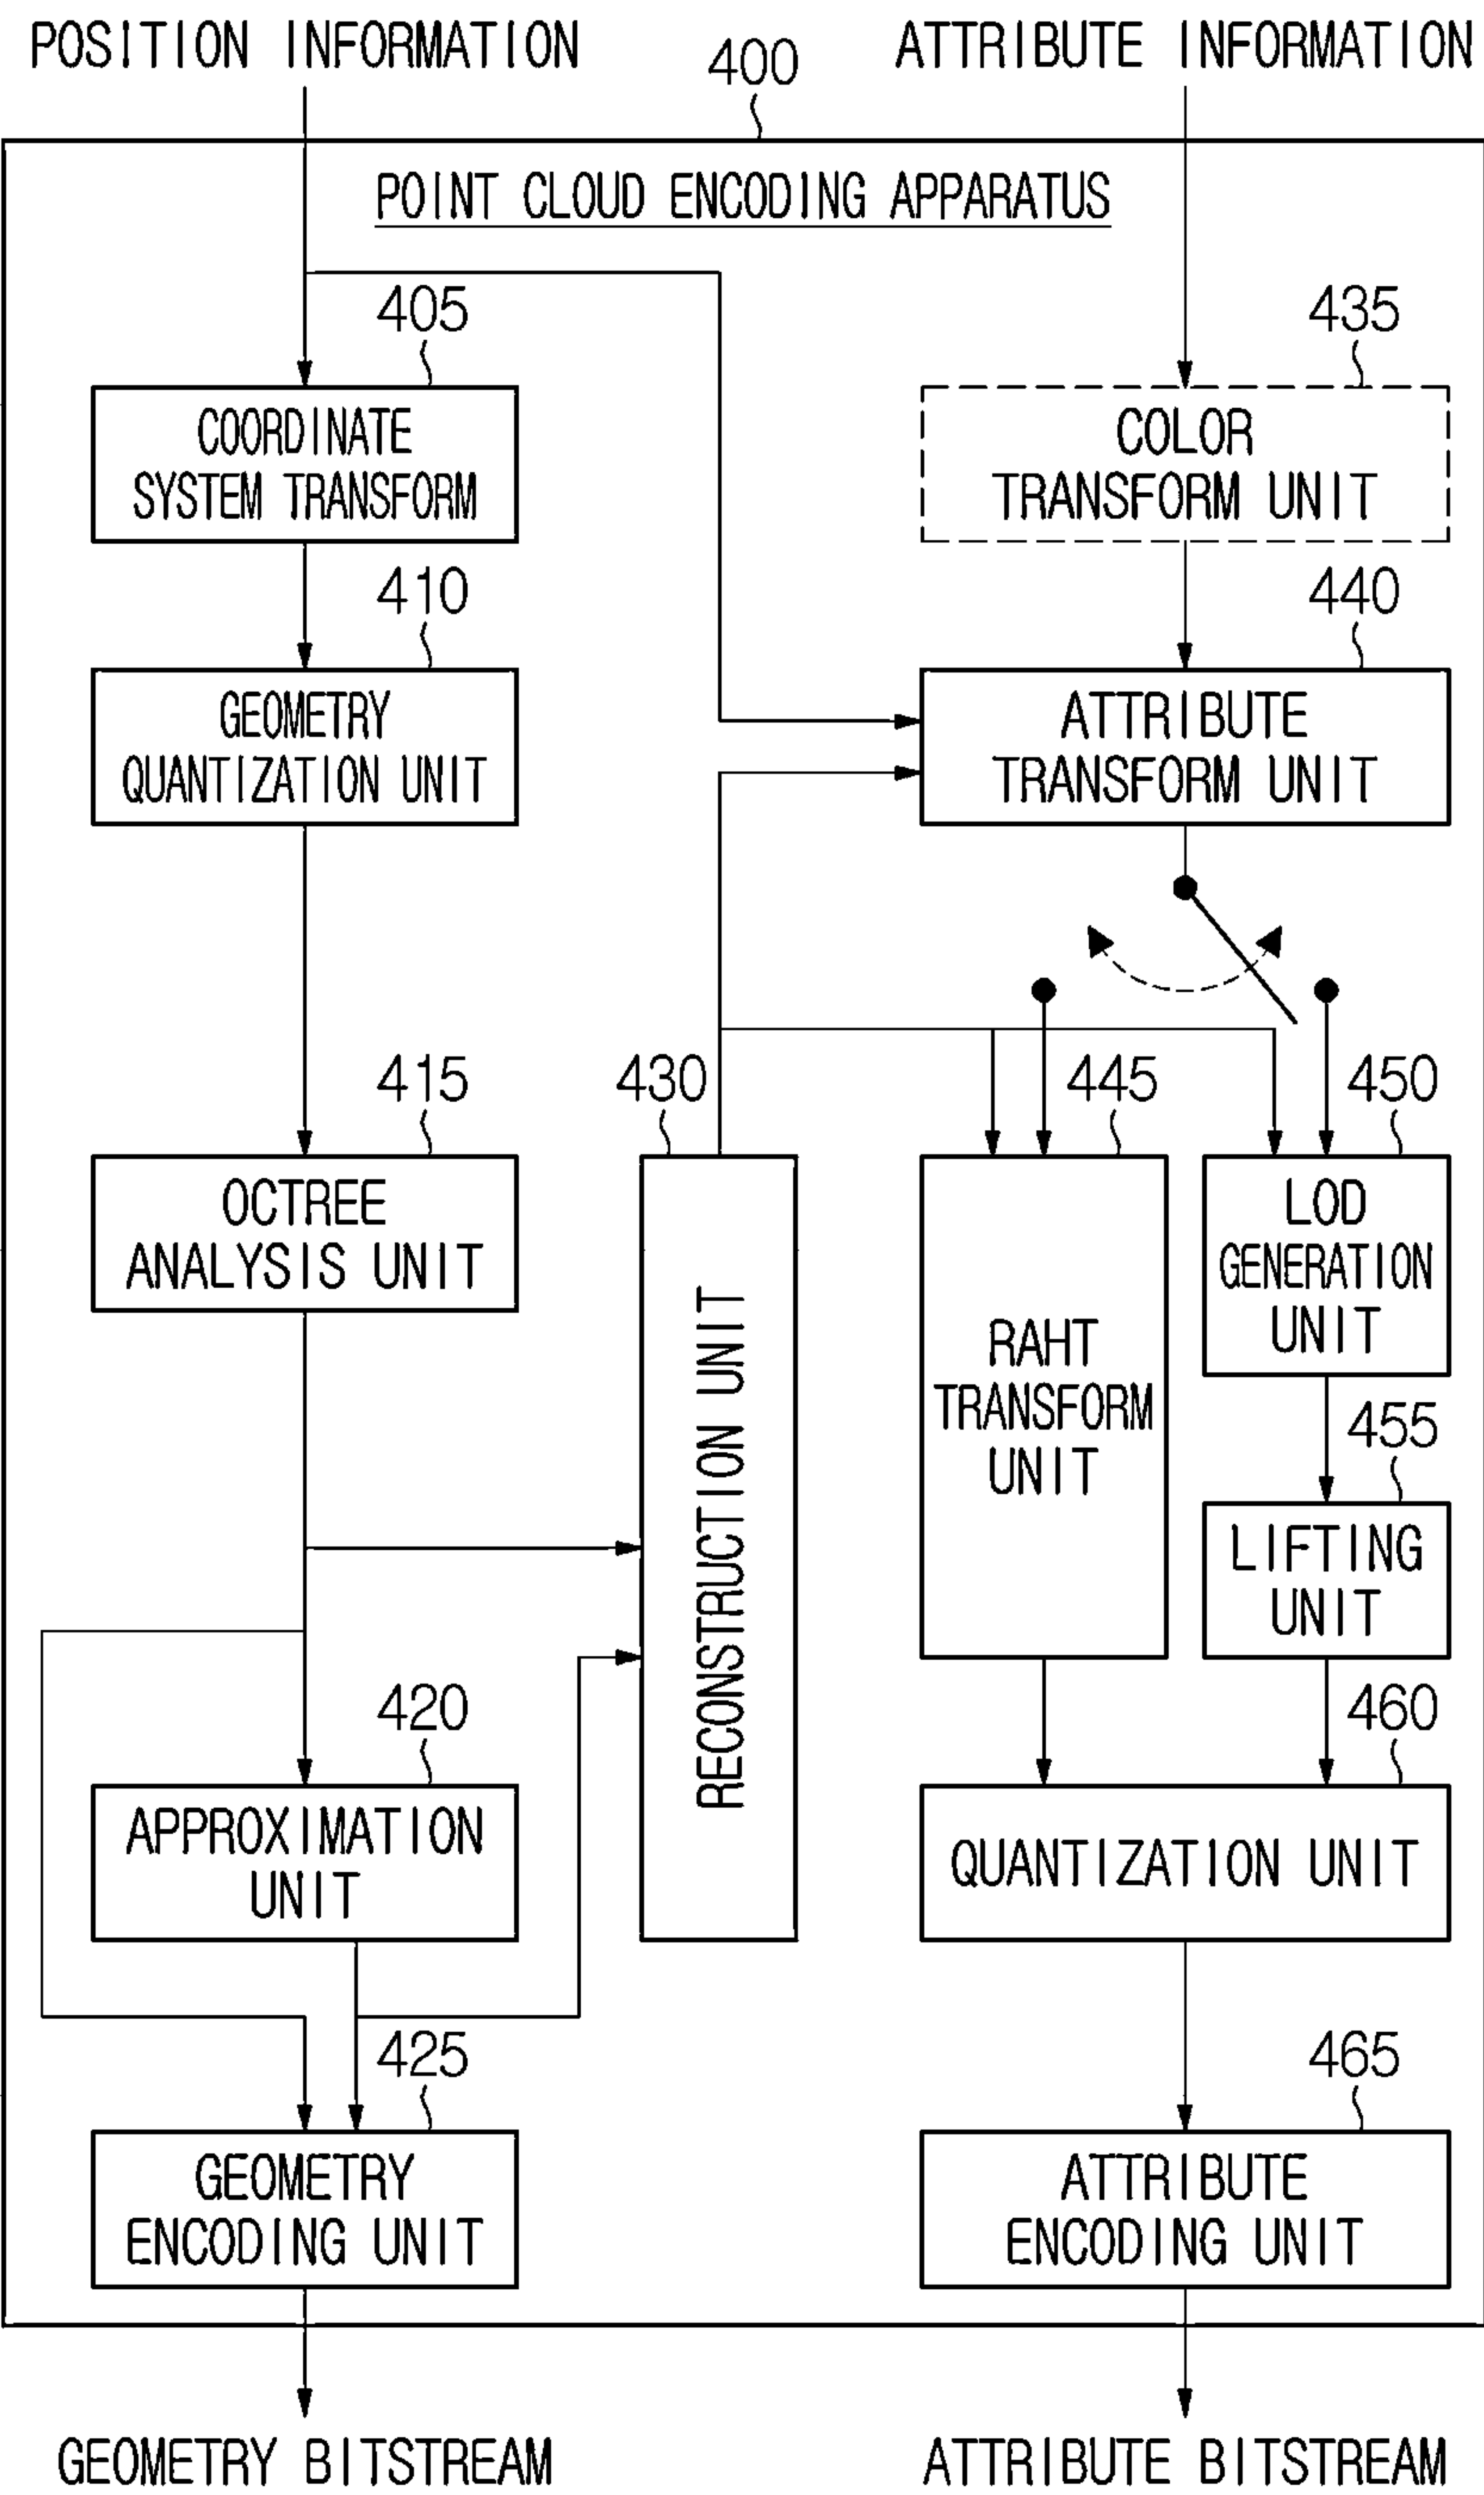 POSITION INFORMATION
400
ATTRIBUTE INFORMATION
POINT CLOUD ENCODING APPARATUS
405
COORDINATE
SYSTEM TRANSFORM
435
COLOR
TRANSFORM UNIT
410
GEOMETRY
QUANTIZATION UNIT
440
ATTRIBUTE
TRANSFORM UNIT
415
OCTREE
ANALYSIS UNIT
430
RECONSTRUCTION UNIT
445
RAHT
TRANSFORM
UNIT
450
LOD
GENERATION
UNIT
455
LIFTING
UNIT
420
APPROXIMATION
UNIT
460
QUANTIZATION UNIT
425
GEOMETRY
ENCODING UNIT
465
ATTRIBUTE
ENCODING UNIT
GEOMETRY BITSTREAM
ATTRIBUTE BITSTREAM